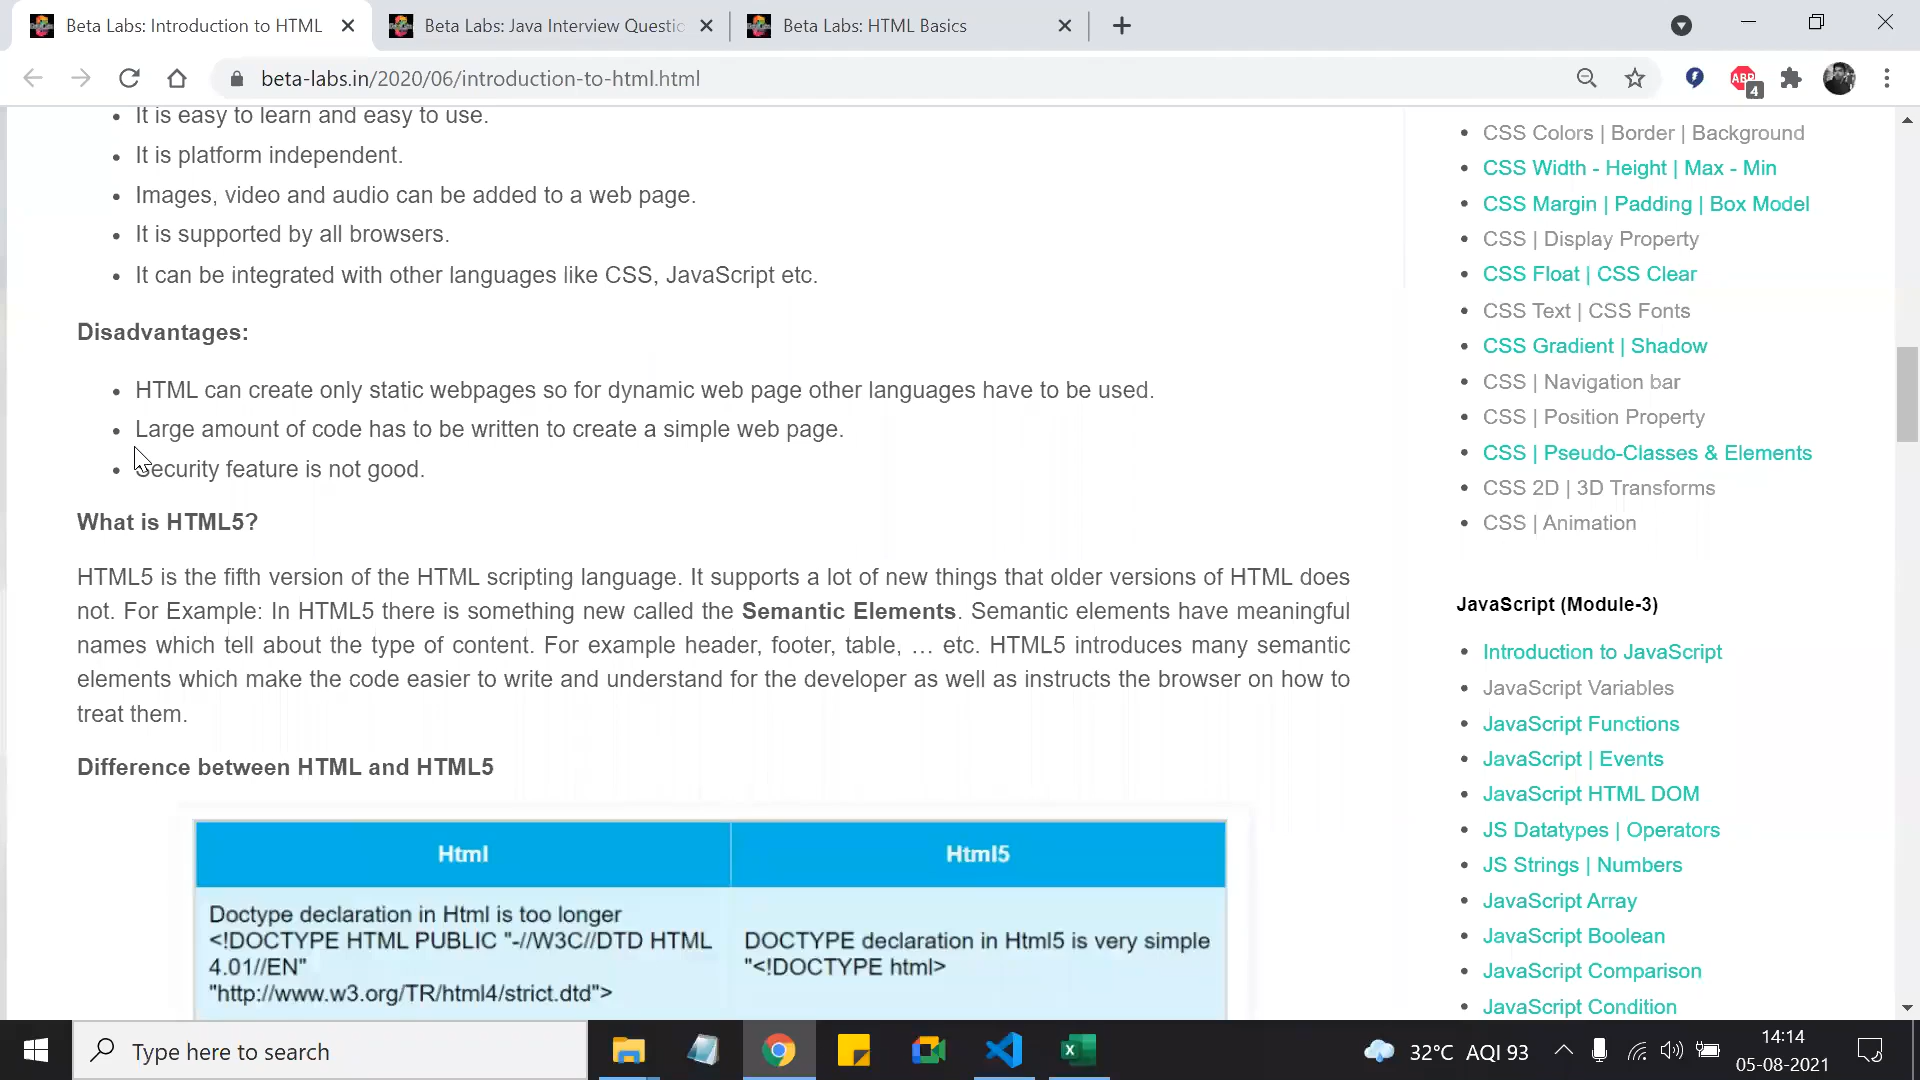 Beta Labs: Introduction to HTML
Beta Labs: Java Interview Questio
Beta Labs: HTML Basics
beta-labs.in/2020/06/introduction-to-html.html
ABP
4
• It is easy to learn and easy to use.
• It is platform independent.
• Images, video and audio can be added to a web page.
• It is supported by all browsers.
• It can be integrated with other languages like CSS, JavaScript etc.
Disadvantages:
• HTML can create only static webpages so for dynamic web page other languages have to be used.
• Large amount of code has to be written to create a simple web page.
• Security feature is not good.
What is HTML5?
HTML5 is the fifth version of the HTML scripting language. It supports a lot of new things that older versions of HTML does
not. For Example: In HTML5 there is something new called the Semantic Elements. Semantic elements have meaningful
names which tell about the type of content. For example header, footer, table, … etc. HTML5 introduces many semantic
elements which make the code easier to write and understand for the developer as well as instructs the browser on how to
treat them.
Difference between HTML and HTML5
Html
Html5
Doctype declaration in Html is too longer
<!DOCTYPE HTML PUBLIC "-//W3C//DTD HTML
4.01//EN"
"http://www.w3.org/TR/html4/strict.dtd">
DOCTYPE declaration in Html5 is very simple
"<!DOCTYPE html>
• CSS Colors | Border | Background
• CSS Width - Height | Max - Min
• CSS Margin | Padding | Box Model
• CSS | Display Property
• CSS Float | CSS Clear
• CSS Text | CSS Fonts
• CSS Gradient | Shadow
• CSS | Navigation bar
• CSS | Position Property
• CSS | Pseudo-Classes & Elements
• CSS 2D | 3D Transforms
• CSS | Animation
JavaScript (Module-3)
• Introduction to JavaScript
• JavaScript Variables
• JavaScript Functions
• JavaScript | Events
• JavaScript HTML DOM
• JS Datatypes | Operators
• JS Strings | Numbers
• JavaScript Array
• JavaScript Boolean
• JavaScript Comparison
• JavaScript Condition
Type here to search
32°C AQI 93
14:14
05-08-2021